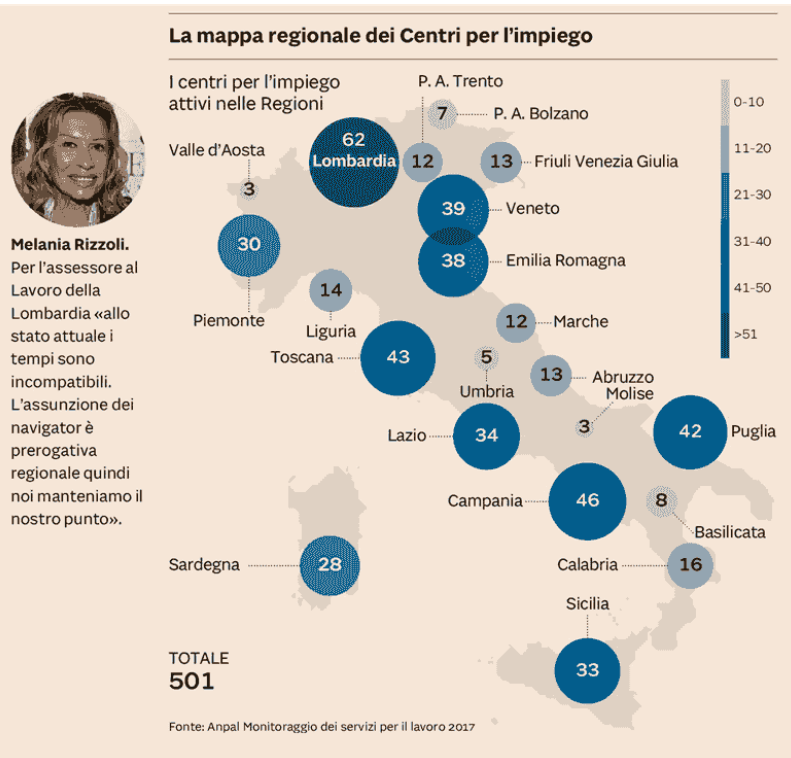 La mappa regionale dei Centri per l'impiego
I centri per l'impiego
attivi nelle Regioni
P. A. Trento
7
P. A. Bolzano
62
Lombardia
12
13
Friuli Venezia Giulia
Valle d'Aosta
3
39
Veneto
30
Piemonte
38
Emilia Romagna
14
Liguria
12
Marche
Toscana
43
5
Umbria
13
Abruzzo
Molise
3
Lazio
34
42
Puglia
Campania
46
8
Basilicata
Sardegna
28
Calabria
16
Sicilia
33
0-10
11-20
21-30
31-40
41-50
>51
Melania Rizzoli.
Per l'assessore al
Lavoro della
Lombardia «allo
stato attuale i
tempi sono
incompatibili.
L'assunzione dei
navigator è
prerogativa
regionale quindi
noi manteniamo il
nostro punto».
TOTALE
501
Fonte: Anpal Monitoraggio dei servizi per il lavoro 2017